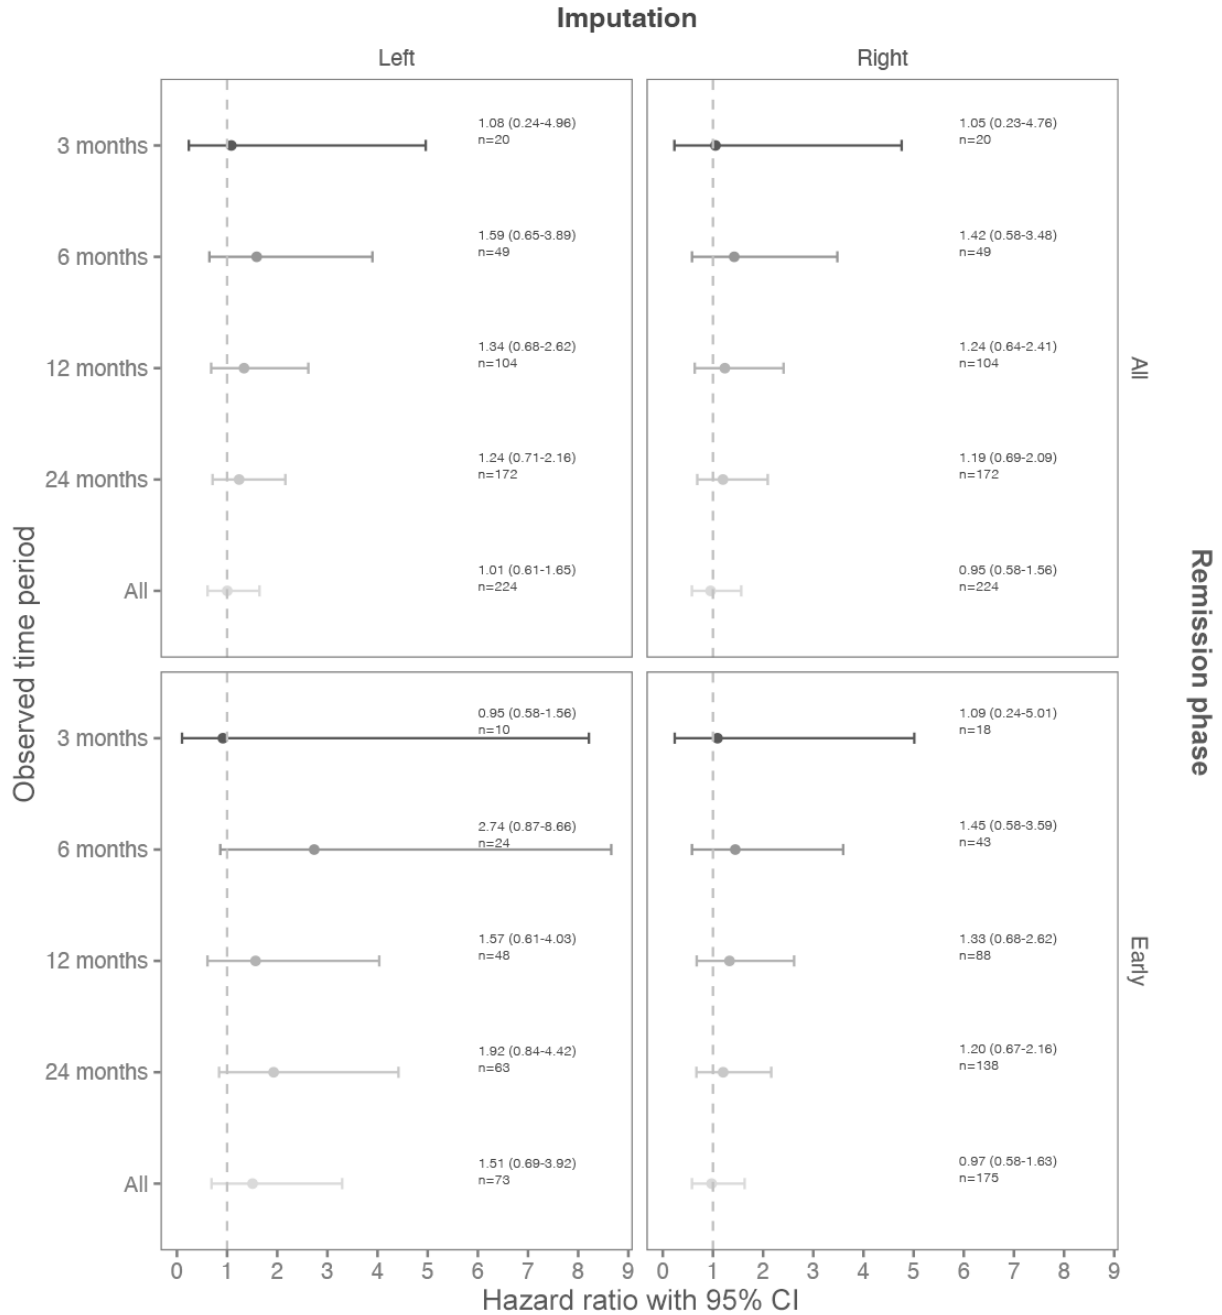 Imputation
Left
Right
3 months
1.08 (0.24-4.96)
n=20
1.05 (0.23-4.76)
n=20
6 months
1.59 (0.65-3.89)
n=49
1.42 (0.58-3.48)
n=49
12 months
1.34 (0.68-2.62)
n=104
1.24 (0.64-2.41)
n=104
All
24 months
1.24 (0.71-2.16)
n=172
1.19 (0.69-2.09)
n=172
All
1.01 (0.61-1.65)
n=224
0.95 (0.58-1.56)
n=224
Observed time period
Remission phase
3 months
0.95 (0.58-1.56)
n=10
1.09 (0.24-5.01)
n=18
6 months
2.74 (0.87-8.66)
n=24
1.45 (0.58-3.59)
n=43
12 months
1.57 (0.61-4.03)
n=48
1.33 (0.68-2.62)
n=88
Early
24 months
1.92 (0.84-4.42)
n=63
1.20 (0.67-2.16)
n=138
All
1.51 (0.69-3.92)
n=73
0.97 (0.58-1.63)
n=175
0 1 2 3 4 5 6 7 8 9
0 1 2 3 4 5 6 7 8 9
Hazard ratio with 95% CI